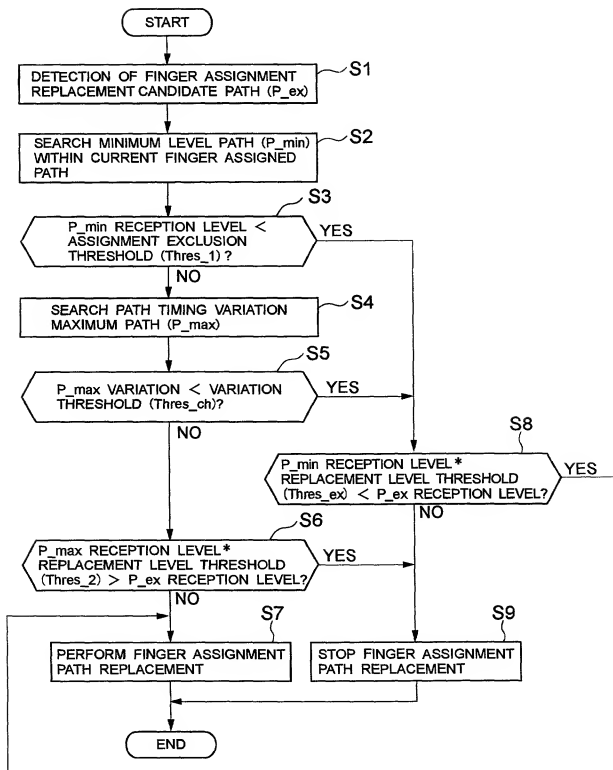 START
S1
DETECTION OF FINGER ASSIGNMENT
REPLACEMENT CANDIDATE PATH (P_ex)
S2
SEARCH MINIMUM LEVEL PATH (P_min)
WITHIN CURRENT FINGER ASSIGNED
PATH
S3
P_min RECEPTION LEVEL <
ASSIGNMENT EXCLUSION
THRESHOLD (Thres_1) ?
YES
NO
S4
SEARCH PATH TIMING VARIATION
MAXIMUM PATH (P_max)
S5
P_max VARIATION < VARIATION
THRESHOLD (Thres_ch)?
YES
NO
S8
P_min RECEPTION LEVEL*
REPLACEMENT LEVEL THRESHOLD
(Thres_ex) < P_ex RECEPTION LEVEL?
YES
NO
S6
P_max RECEPTION LEVEL*
REPLACEMENT LEVEL THRESHOLD
(Thres_2) > P_ex RECEPTION LEVEL?
YES
NO
S7
PERFORM FINGER ASSIGNMENT
PATH REPLACEMENT
S9
STOP FINGER ASSIGNMENT
PATH REPLACEMENT
END